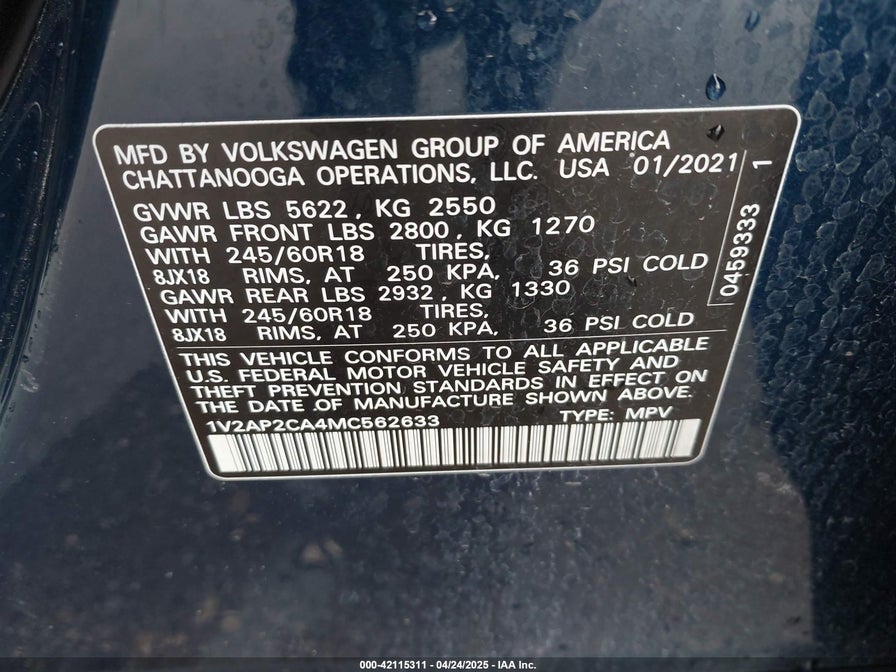 MFD BY VOLKSWAGEN GROUP OF AMERICA
CHATTANOOGA OPERATIONS, LLC. USA 01/2021
GVWR LBS 5622, KG 2550
GAWR FRONT LBS 2800, KG 1270
WITH 245/60R18 TIRES,
8JX18 RIMS, AT 250 KPA, 36 PSI COLD
GAWR REAR LBS 2932, KG 1330
WITH 245/60R18 TIRES,
8JX18 RIMS, AT 250 KPA, 36 PSI COLD
THIS VEHICLE CONFORMS TO ALL APPLICABLE
U.S. FEDERAL MOTOR VEHICLE SAFETY AND
THEFT PREVENTION STANDARDS IN EFFECT ON
THE DATE OF MANUFACTURE SHOWN ABOVE.
1V2AP2CA4MC562633 TYPE: MPV
0459333 1
000-42115311 - 04/24/2025 - IAA Inc.